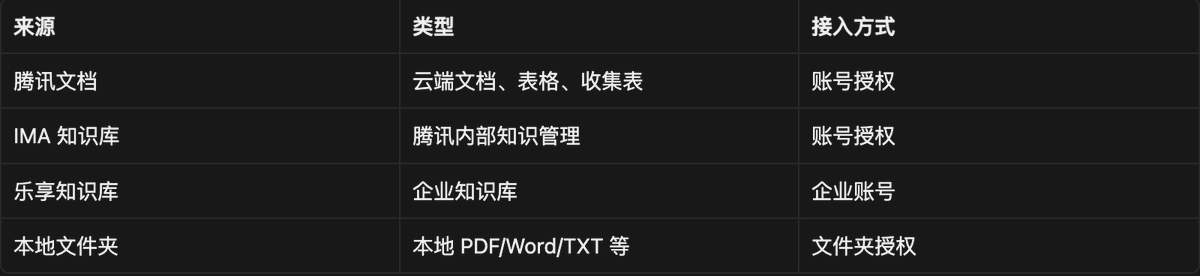 来源 类型 接入方式
腾讯文档 云端文档、表格、收集表 账号授权
IMA 知识库 腾讯内部知识管理 账号授权
乐享知识库 企业知识库 企业账号
本地文件夹 本地 PDF/Word/TXT 等 文件夹授权